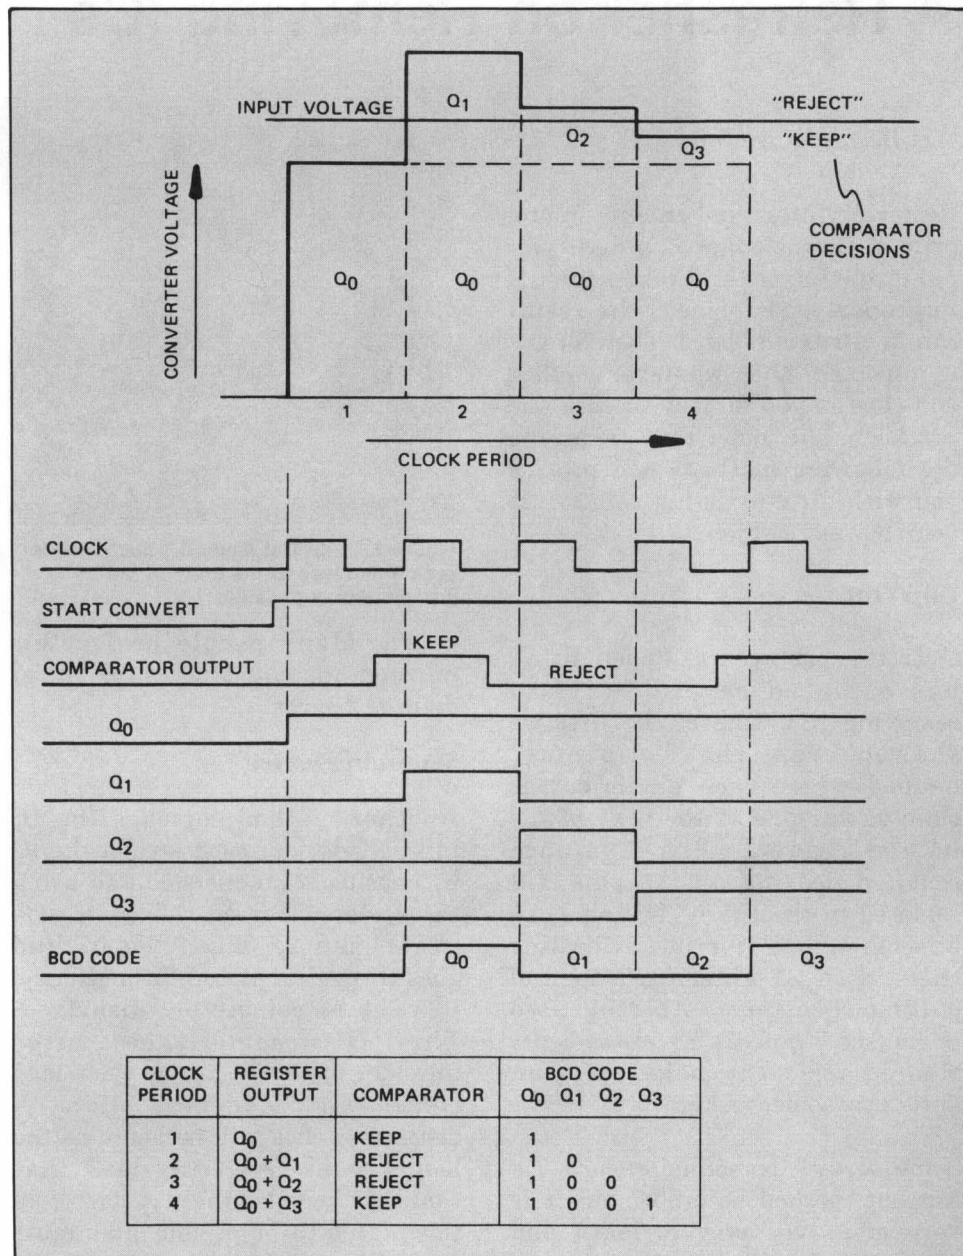 INPUT VOLTAGE
Q1
"REJECT"
Q2
Q3
"KEEP"
CONVERTER VOLTAGE
COMPARATOR
DECISIONS
Q0 Q0 Q0 Q0
1 2 3 4
CLOCK PERIOD
CLOCK
START CONVERT
KEEP
COMPARATOR OUTPUT
REJECT
Q0
Q1
Q2
Q3
BCD CODE Q0 Q1 Q2 Q3
CLOCK PERIOD REGISTER OUTPUT COMPARATOR BCD CODE
Q0 Q1 Q2 Q3
1 Q0 KEEP 1
2 Q0 + Q1 REJECT 1 0
3 Q0 + Q2 REJECT 1 0 0
4 Q0 + Q3 KEEP 1 0 0 1